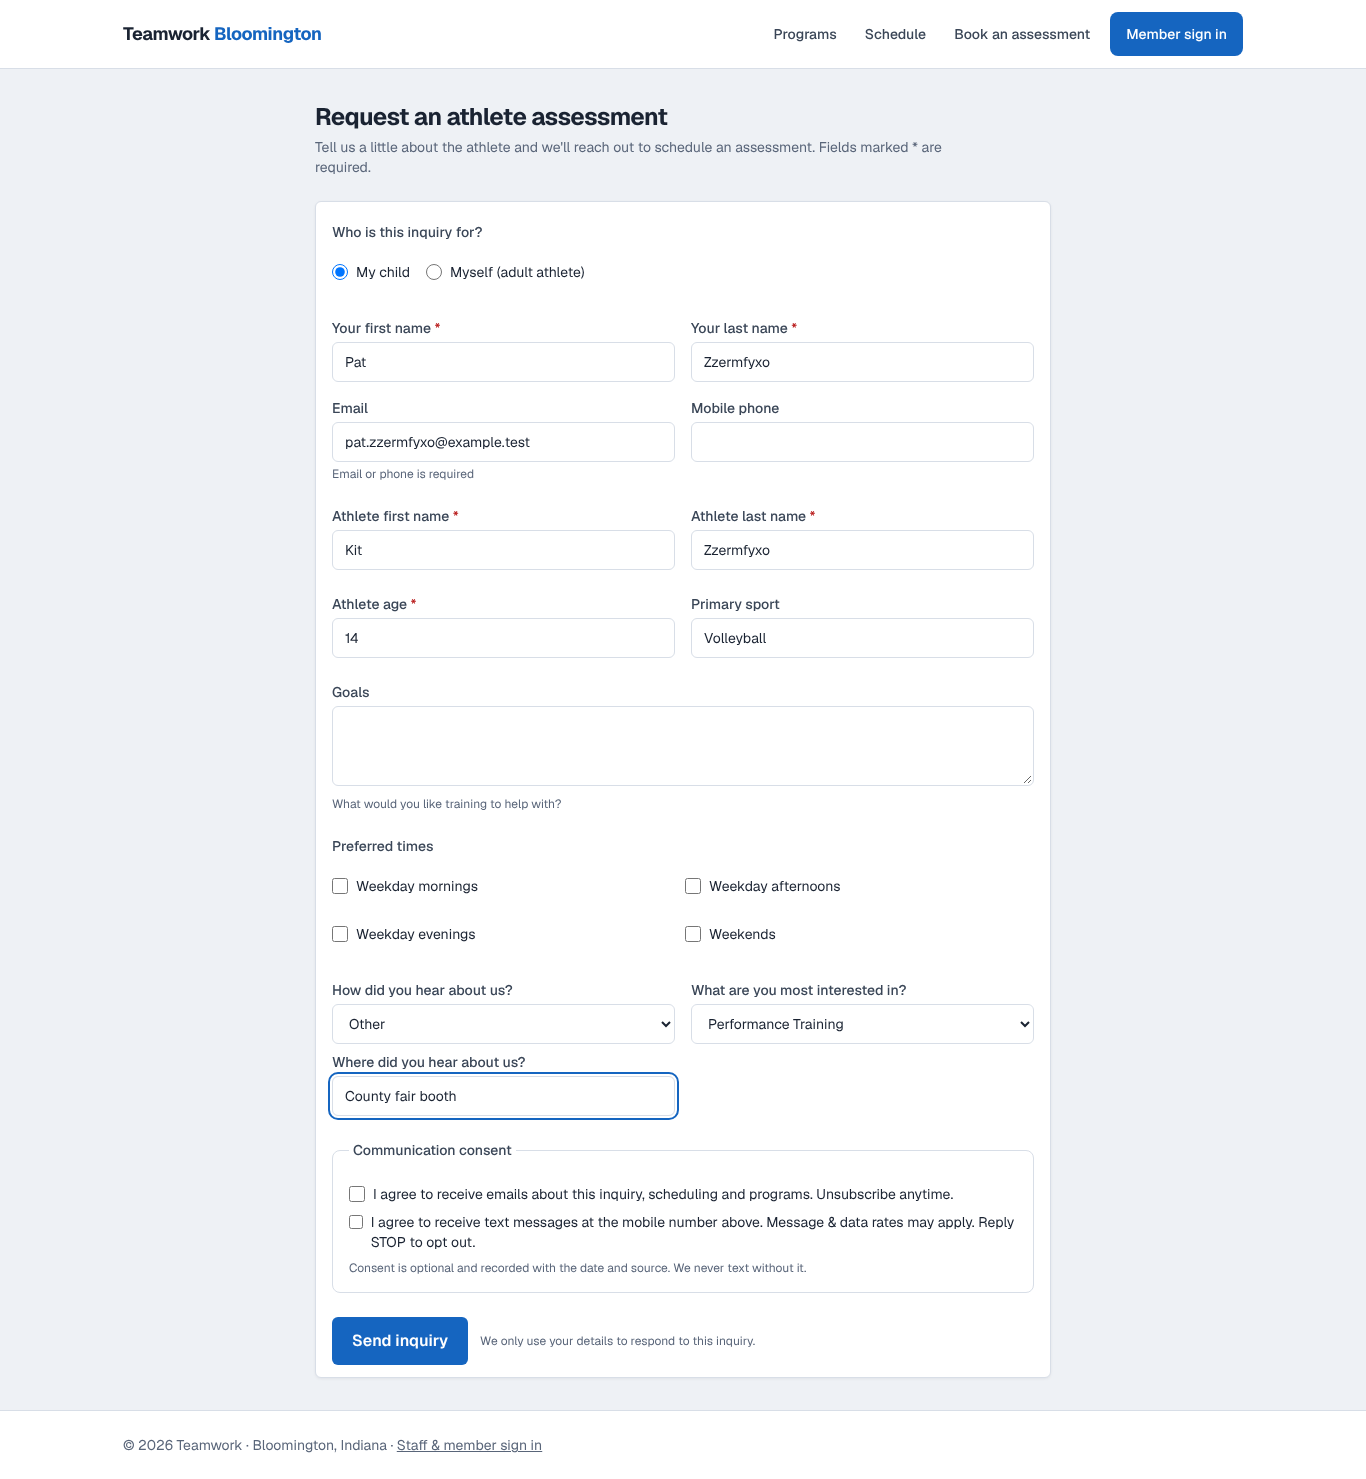 Teamwork Bloomington
Programs
Schedule
Book an assessment
Member sign in
Request an athlete assessment
Tell us a little about the athlete and we'll reach out to schedule an assessment. Fields marked * are
required.
Who is this inquiry for?
My child
Myself (adult athlete)
Your first name *
Your last name *
Pat
Zzermfyxo
Email
Mobile phone
pat.zzermfyxo@example.test
Email or phone is required
Athlete first name *
Athlete last name *
Kit
Zzermfyxo
Athlete age *
Primary sport
14
Volleyball
Goals
What would you like training to help with?
Preferred times
Weekday mornings
Weekday afternoons
Weekday evenings
Weekends
How did you hear about us?
What are you most interested in?
Other
Performance Training
Where did you hear about us?
County fair booth
Communication consent
I agree to receive emails about this inquiry, scheduling and programs. Unsubscribe anytime.
I agree to receive text messages at the mobile number above. Message & data rates may apply. Reply
STOP to opt out.
Consent is optional and recorded with the date and source. We never text without it.
Send inquiry
We only use your details to respond to this inquiry.
© 2026 Teamwork · Bloomington, Indiana · Staff & member sign in